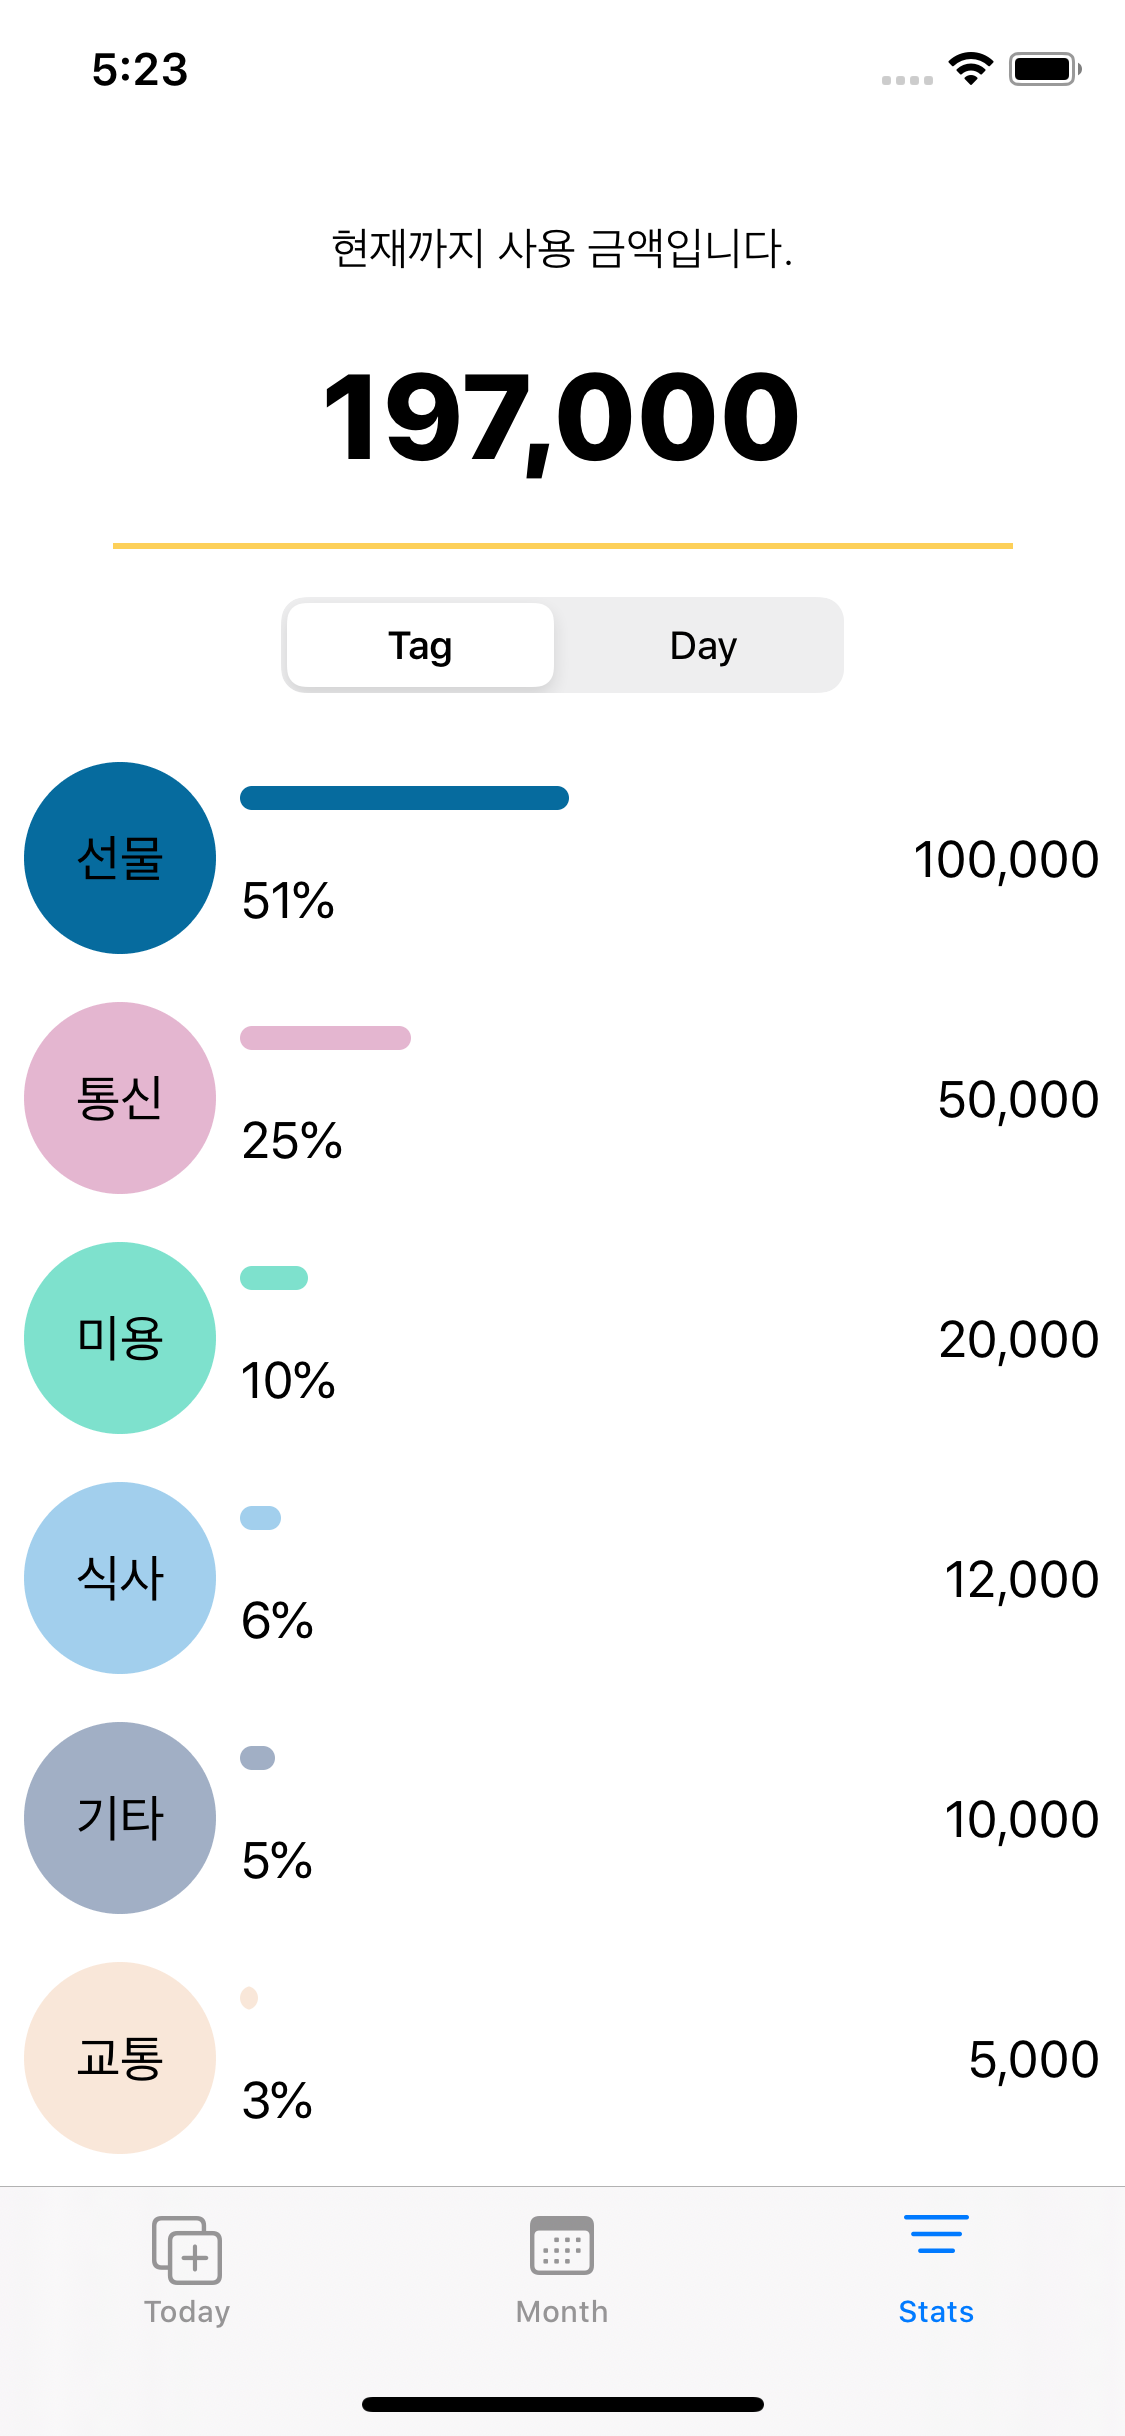 5:23
현재까지 사용 금액입니다.
197,000
Tag Day
선물 51% 100,000
통신 25% 50,000
미용 10% 20,000
식사 6% 12,000
기타 5% 10,000
교통 3% 5,000
Today Month Stats